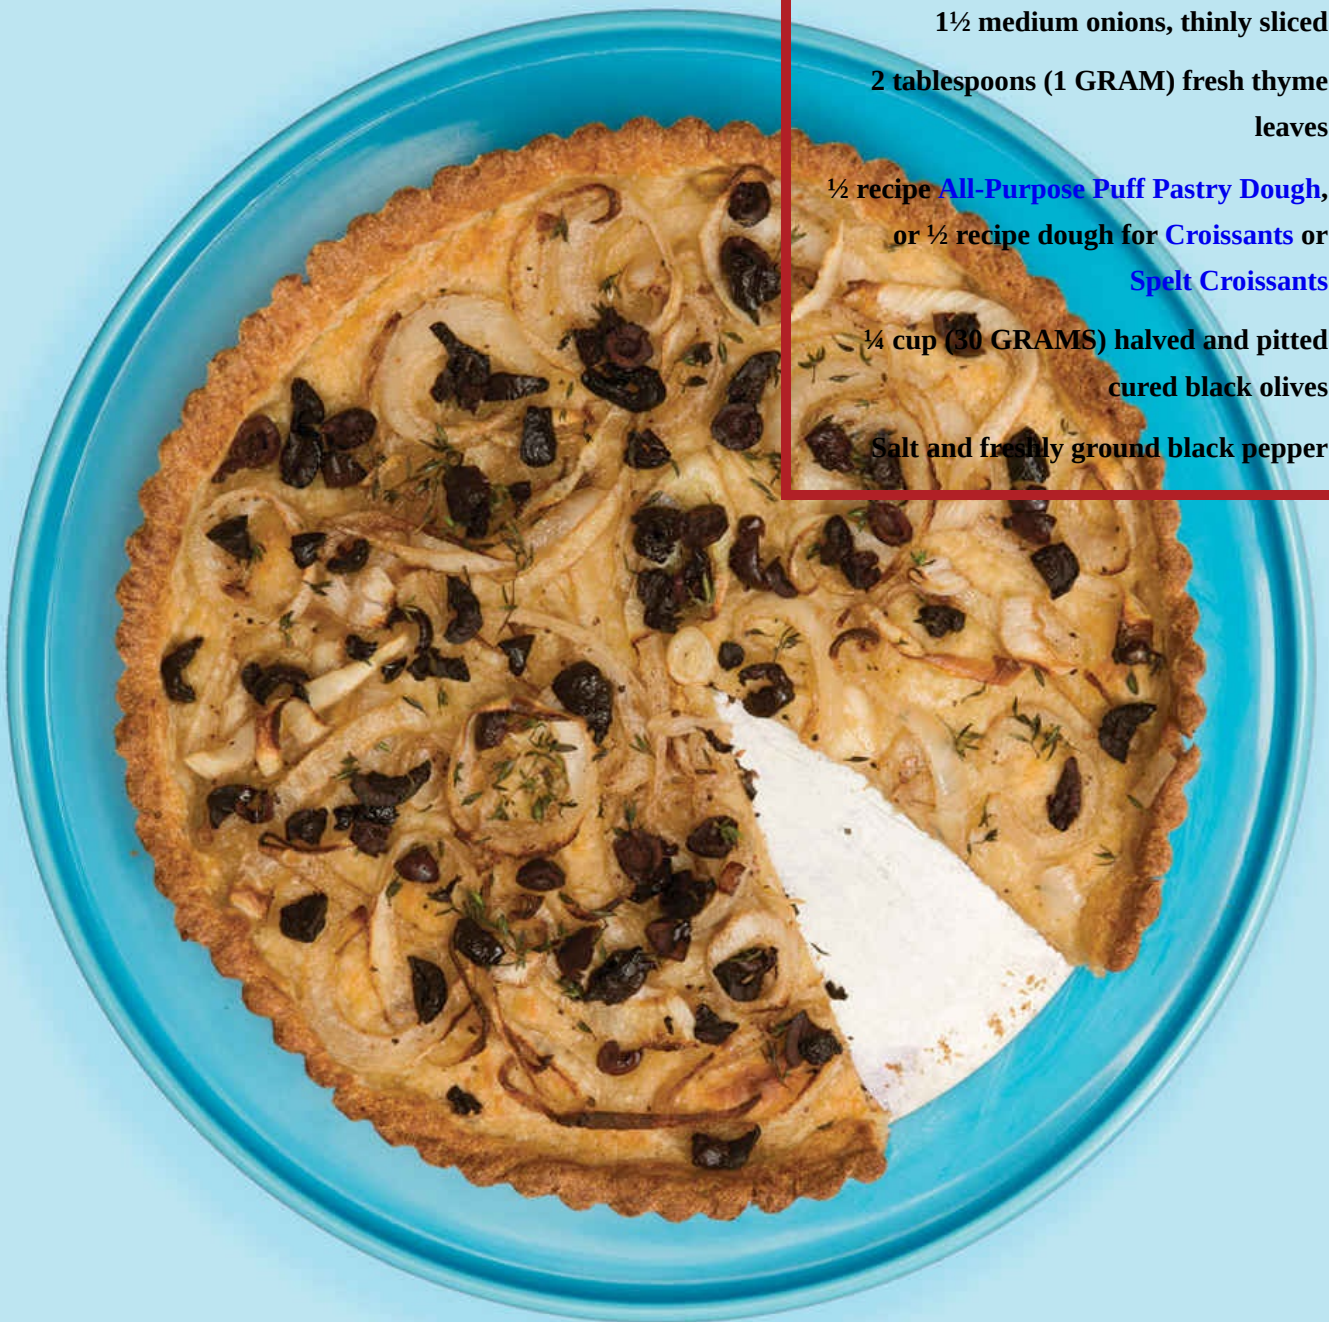 1½ medium onions, thinly sliced
2 tablespoons (1 GRAM) fresh thyme
leaves
½ recipe All-Purpose Puff Pastry Dough,
or ½ recipe dough for Croissants or
Spelt Croissants
¼ cup (30 GRAMS) halved and pitted
cured black olives
Salt and freshly ground black pepper